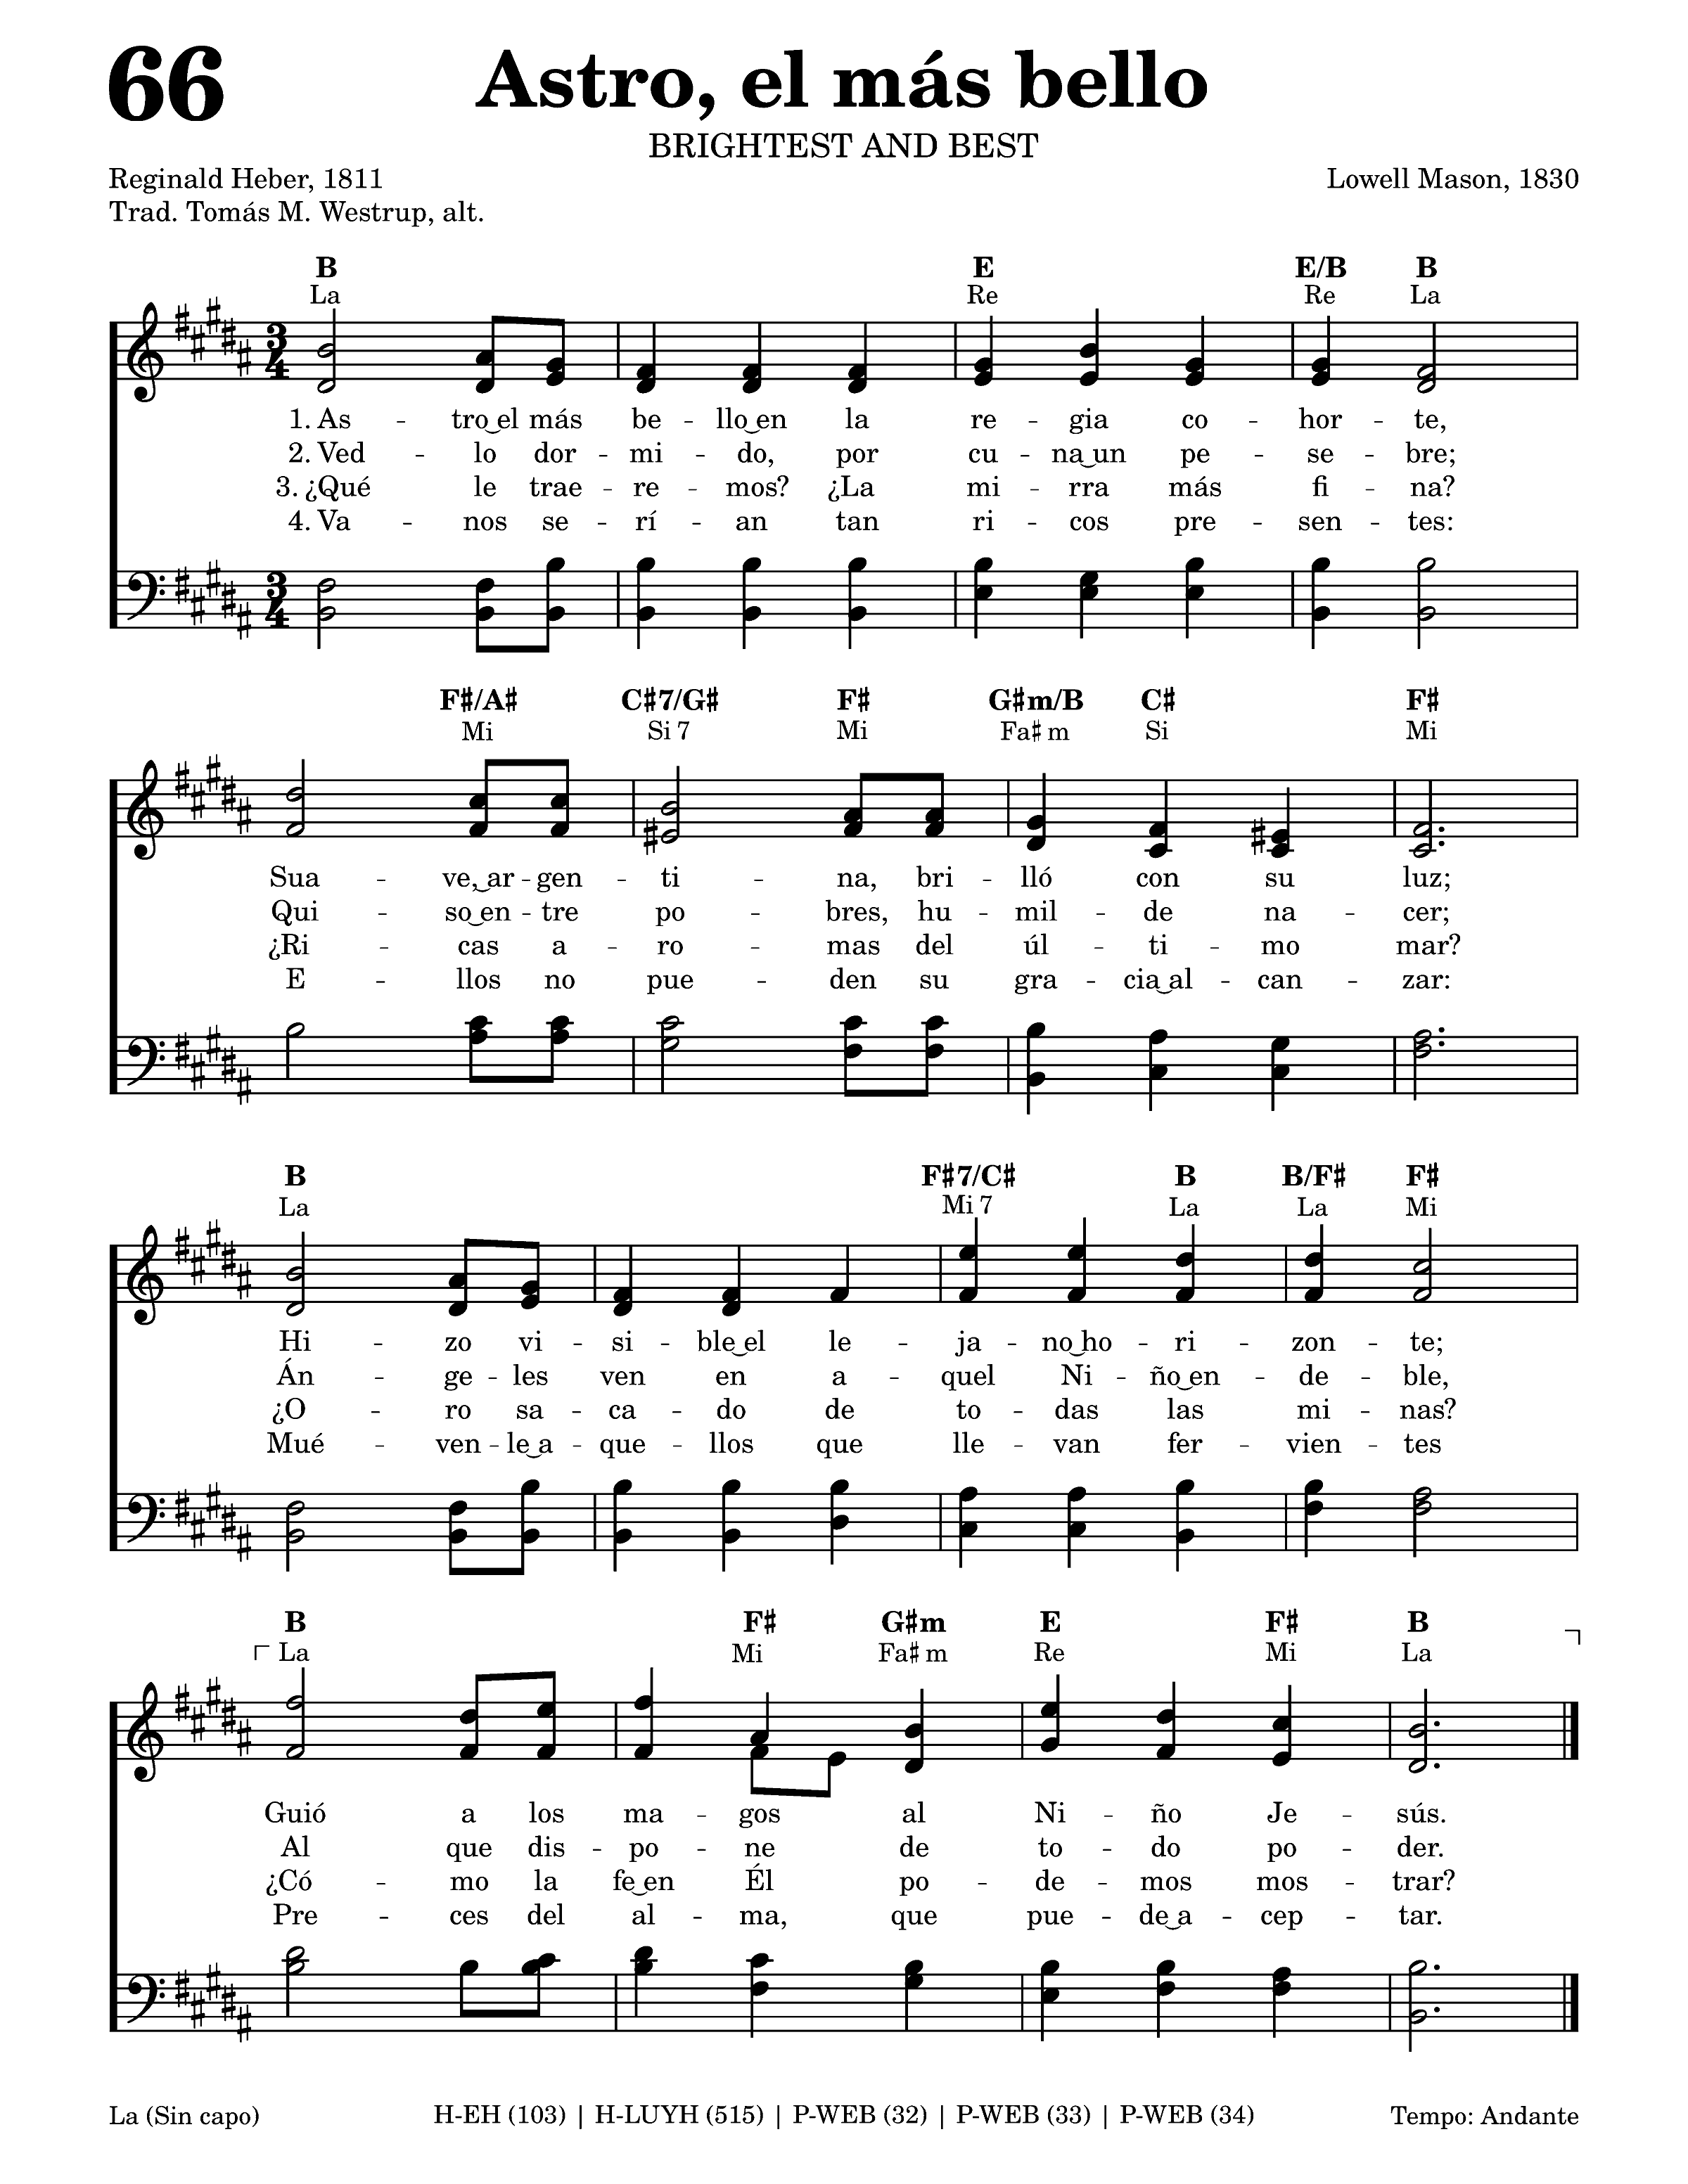 66
Astro, el más bello
BRIGHTEST AND BEST
Reginald Heber, 1811
Lowell Mason, 1830
Trad. Tomás M. Westrup, alt.
B E E/B B
La Re Re La
1. As - tro el más be - llo en la re - gia co - hor - te,
2. Ved - lo dor - mi - do, por cu - na un pe - se - bre;
3. ¿Qué le trae - re - mos? ¿La mi - rra más fi - na?
4. Va - nos se - rí - an tan ri - cos pre - sen - tes:
F♯/A♯ C♯7/G♯ F♯ G♯m/B C♯ F♯
Mi Si 7 Mi Fa♯ m Si Mi
Sua - ve, ar - gen - ti - na, bri - lló con su luz;
Qui - so en - tre po - bres, hu - mil - de na - cer;
¿Ri - cas a - ro - mas del úl - ti - mo mar?
E - llos no pue - den su gra - cia al - can - zar:
B F♯7/C♯ B B/F♯ F♯
La Mi 7 La La Mi
Hi - zo vi - si - ble el le - ja - no ho - ri - zon - te;
Án - ge - les ven en a - quel Ni - ño en - de - ble,
¿O - ro sa - ca - do de to - das las mi - nas?
Mué - ven - le a - que - llos que lle - van fer - vien - tes
B F♯ G♯m E F♯ B
La Mi Fa♯ m Re Mi La
Guió a los ma - gos al Ni - ño Je - sús.
Al que dis - po - ne de to - do po - der.
¿Có - mo la fe en Él po - de - mos mos - trar?
Pre - ces del al - ma, que pue - de a - cep - tar.
La (Sin capo)
H-EH (103) | H-LUYH (515) | P-WEB (32) | P-WEB (33) | P-WEB (34)
Tempo: Andante